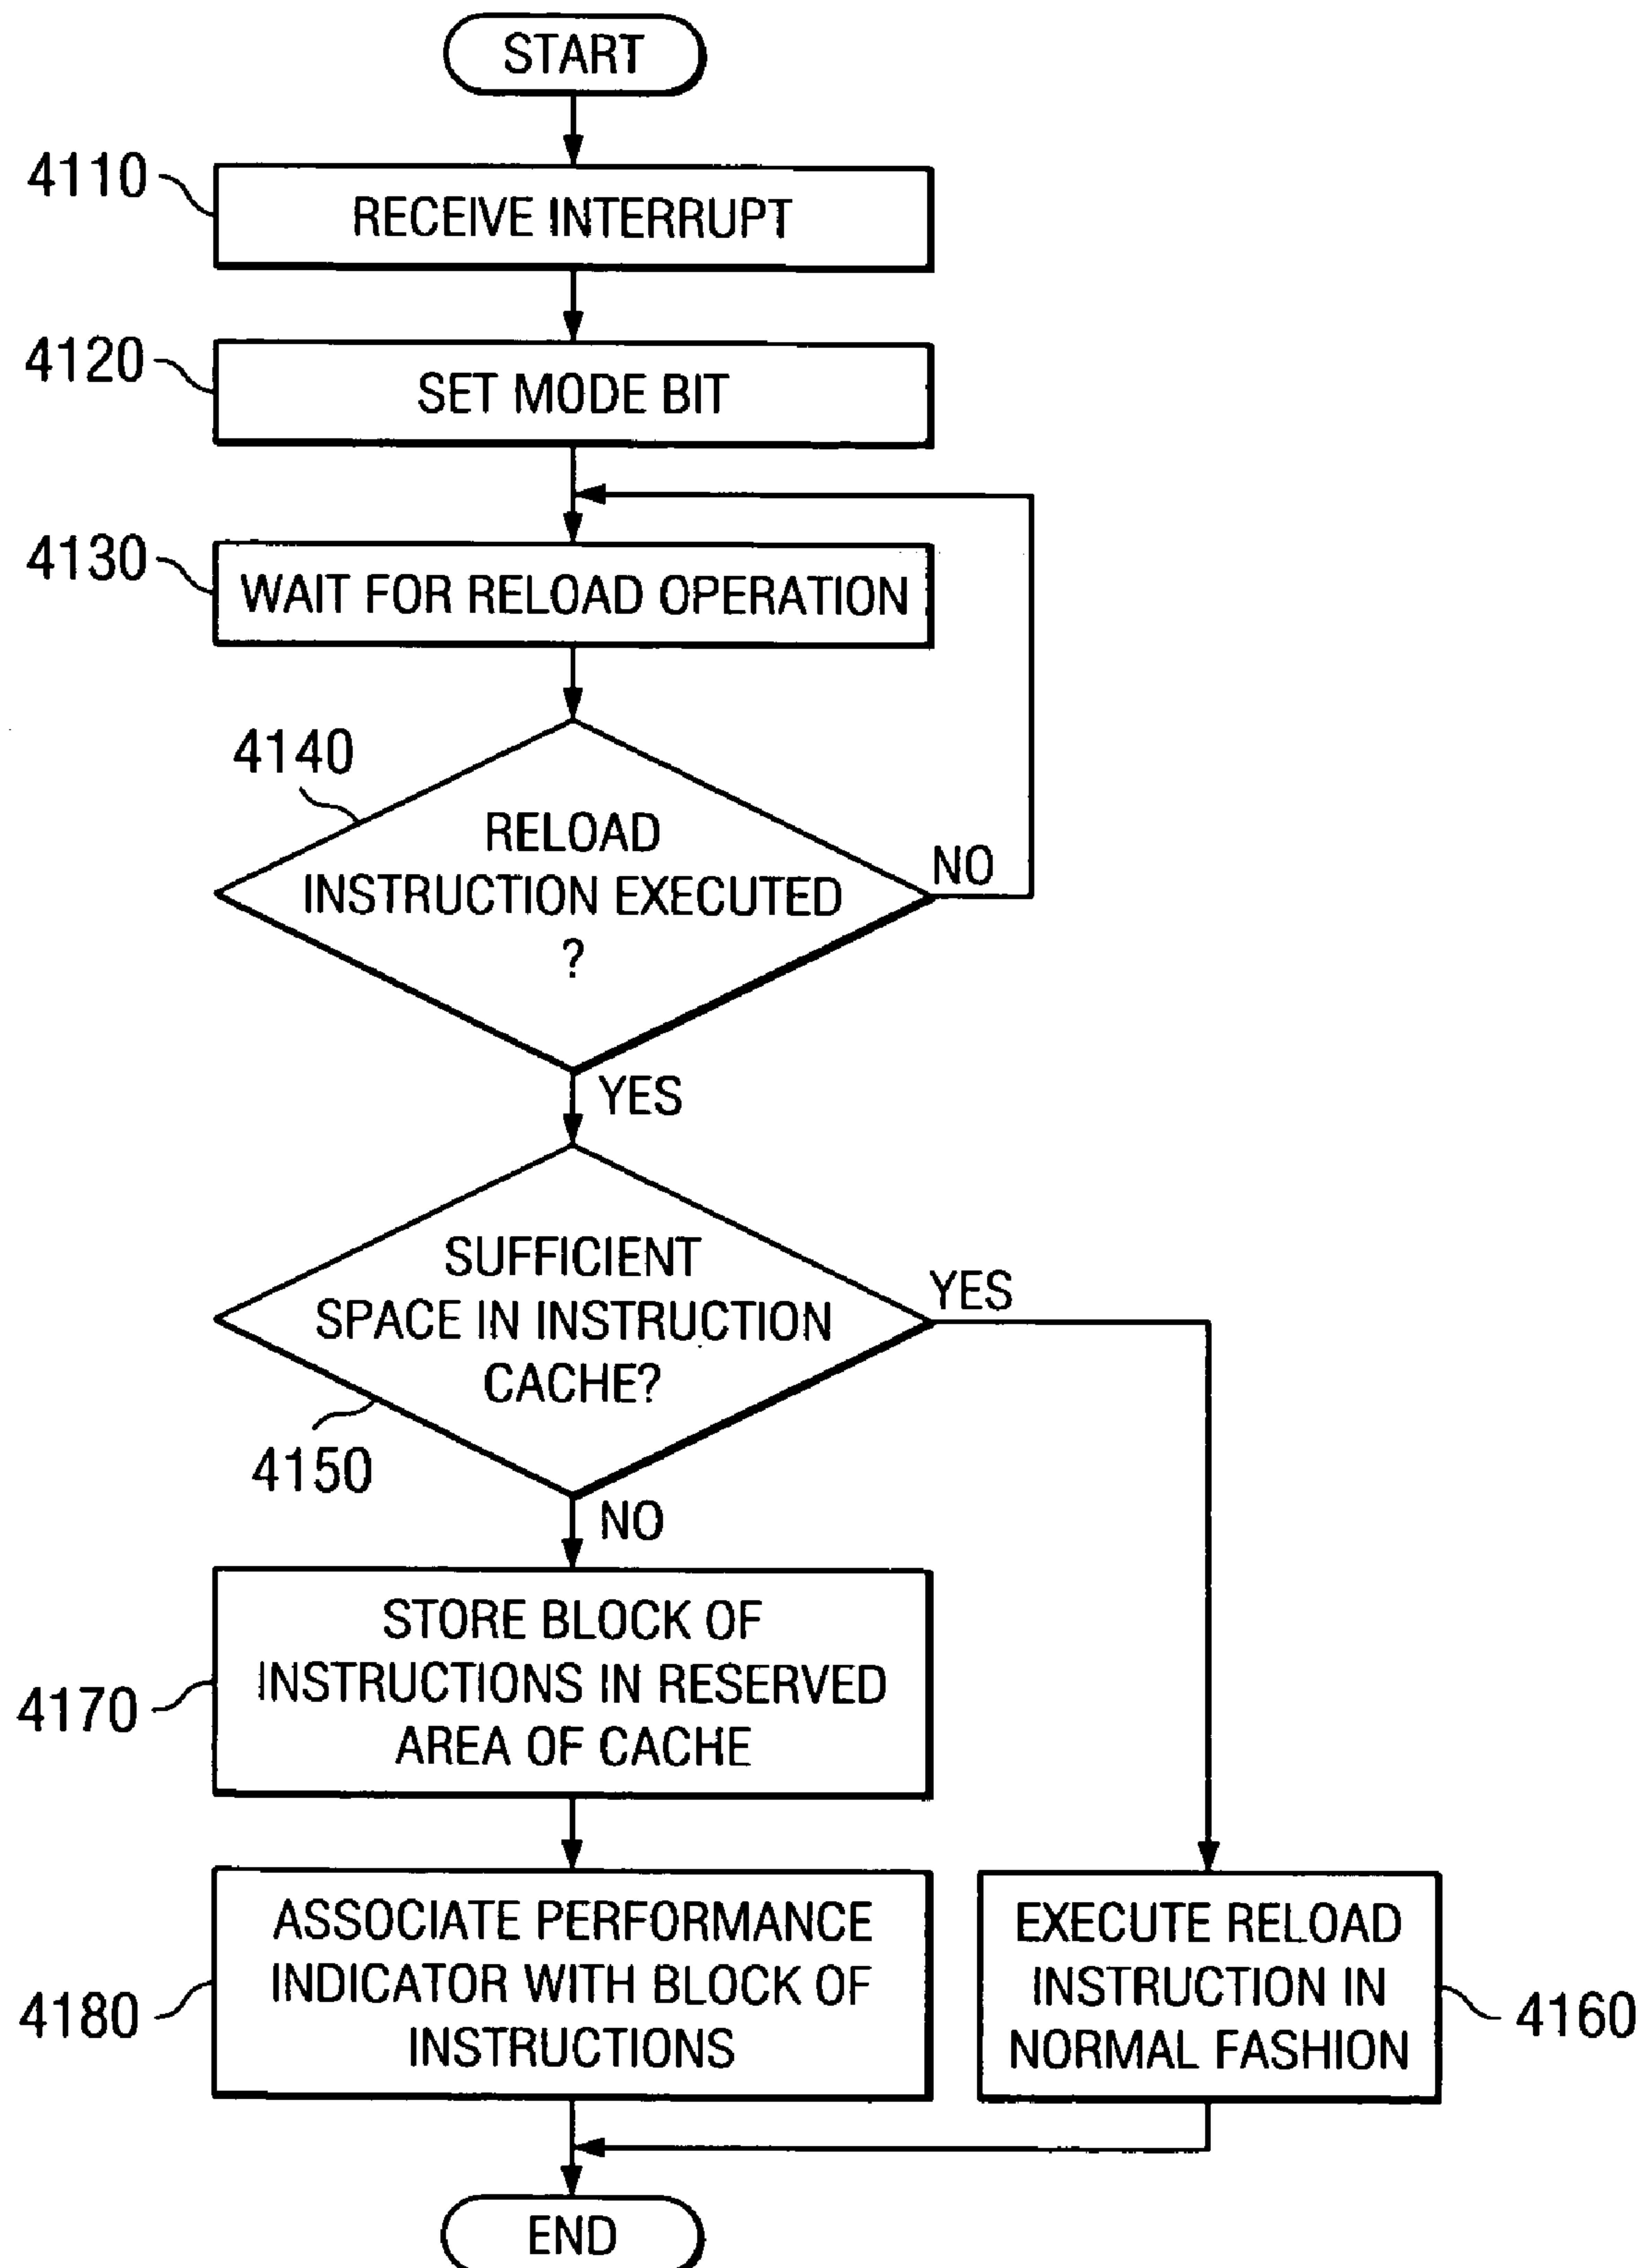 START
4110
RECEIVE INTERRUPT
4120
SET MODE BIT
4130
WAIT FOR RELOAD OPERATION
4140
RELOAD
INSTRUCTION EXECUTED
?
NO
YES
SUFFICIENT
SPACE IN INSTRUCTION
CACHE?
YES
4150
NO
STORE BLOCK OF
INSTRUCTIONS IN RESERVED
AREA OF CACHE
4170
ASSOCIATE PERFORMANCE
INDICATOR WITH BLOCK OF
INSTRUCTIONS
4180
EXECUTE RELOAD
INSTRUCTION IN
NORMAL FASHION
4160
END